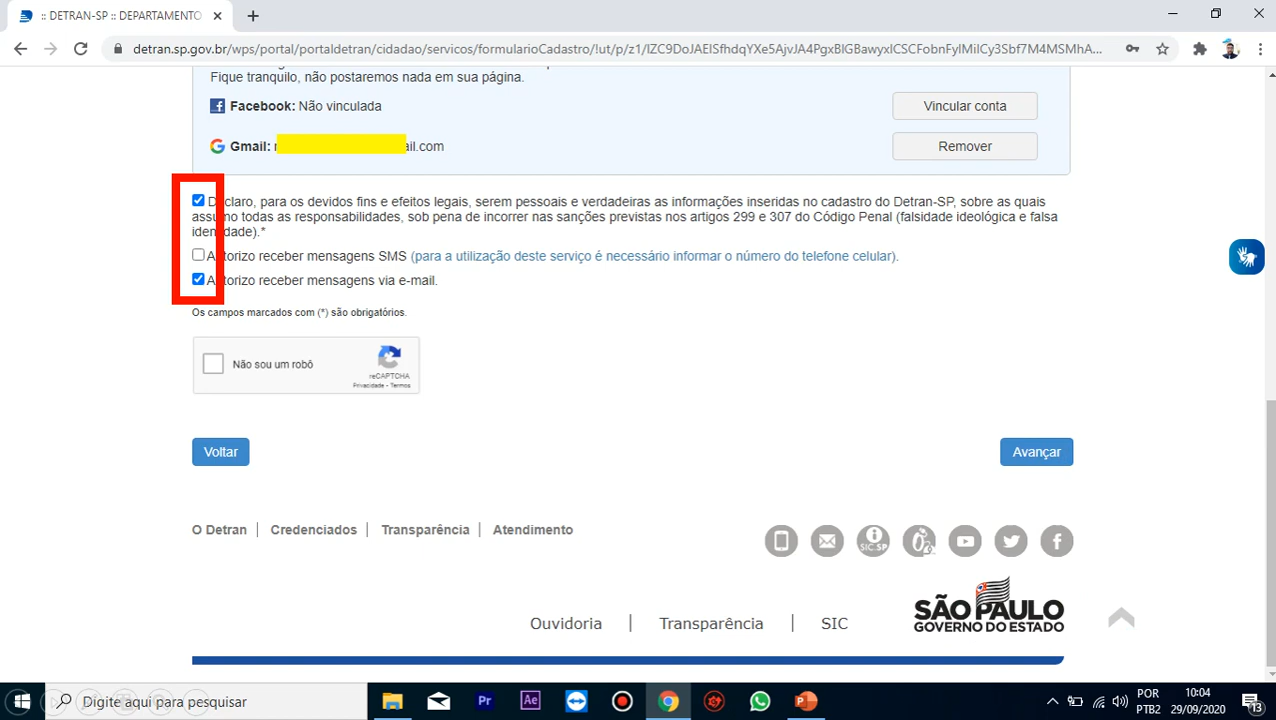 :: DETRAN-SP :: DEPARTAMENTO
detran.sp.gov.br/wps/portal/portaldetran/cidadao/servicos/formularioCadastro/
Fique tranquilo, não postaremos nada em sua página.
Facebook: Não vinculada
Vincular conta
Gmail: ail.com
Remover
Declaro, para os devidos fins e efeitos legais, serem pessoais e verdadeiras as informações inseridas no cadastro do Detran-SP, sobre as quais
assumo todas as responsabilidades, sob pena de incorrer nas sanções previstas nos artigos 299 e 307 do Código Penal (falsidade ideológica e falsa
identidade).*
Autorizo receber mensagens SMS (para a utilização deste serviço é necessário informar o número do telefone celular).
Autorizo receber mensagens via e-mail.
Os campos marcados com (*) são obrigatórios.
Não sou um robô
reCAPTCHA
Privacidade - Termos
Voltar
Avançar
O Detran | Credenciados | Transparência | Atendimento
SIC.SP
Ouvidoria | Transparência | SIC
SÃO PAULO
GOVERNO DO ESTADO
Digite aqui para pesquisar
Pr
Ae
POR
PTB2
10:04
29/09/2020
13